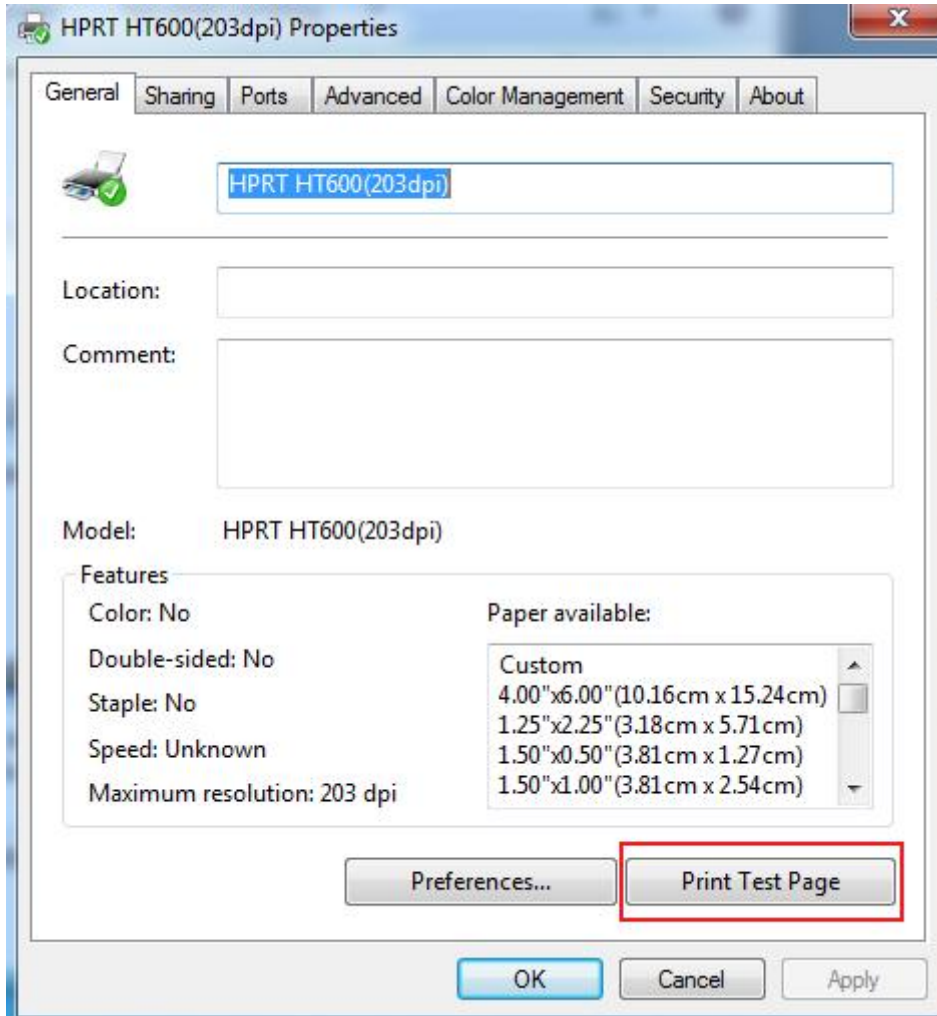 HPRT HT600(203dpi) Properties
General Sharing Ports Advanced Color Management Security About
HPRT HT600(203dpi)
Location:
Comment:
Model: HPRT HT600(203dpi)
Features
Color: No
Double-sided: No
Staple: No
Speed: Unknown
Maximum resolution: 203 dpi
Paper available:
Custom
4.00"x6.00"(10.16cm x 15.24cm)
1.25"x2.25"(3.18cm x 5.71cm)
1.50"x0.50"(3.81cm x 1.27cm)
1.50"x1.00"(3.81cm x 2.54cm)
Preferences... Print Test Page
OK Cancel Apply